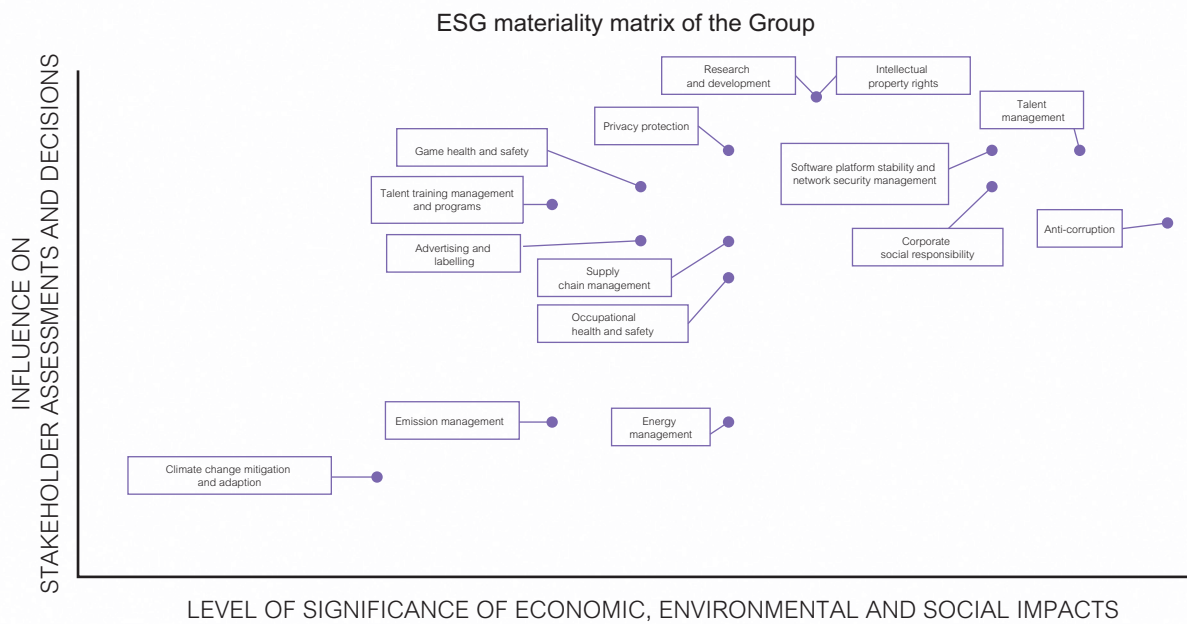 ESG materiality matrix of the Group
INFLUENCE ON
STAKEHOLDER ASSESSMENTS AND DECISIONS
Research
and development
Intellectual
property rights
Talent
management
Privacy protection
Game health and safety
Software platform stability and
network security management
Talent training management
and programs
Anti-corruption
Advertising and
labelling
Corporate
social responsibility
Supply
chain management
Occupational
health and safety
Emission management
Energy
management
Climate change mitigation
and adaption
LEVEL OF SIGNIFICANCE OF ECONOMIC, ENVIRONMENTAL AND SOCIAL IMPACTS